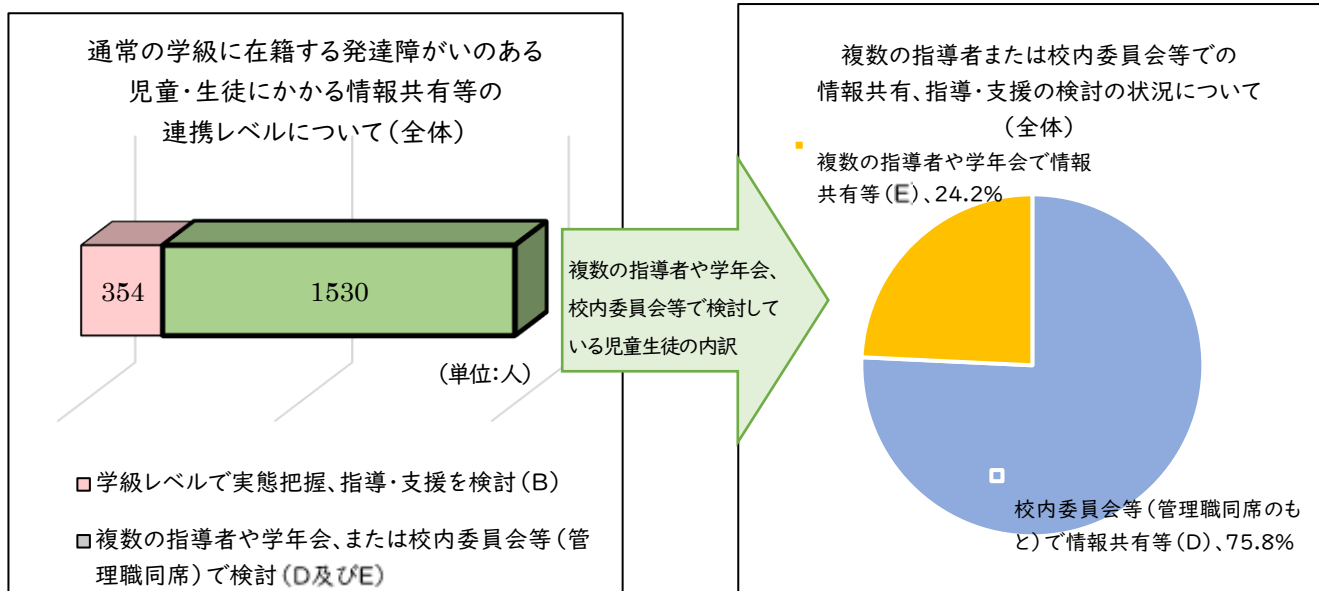 通常の学級に在籍する発達障がいのある
児童・生徒にかかる情報共有等の
連携レベルについて(全体)
354
1530
(単位:人)
学級レベルで実態把握、指導・支援を検討(B)
複数の指導者や学年会、または校内委員会等(管
理職同席)で検討(D及びE)
複数の指導者や学年会、
校内委員会等で検討して
いる児童生徒の内訳
複数の指導者または校内委員会等での
情報共有、指導・支援の検討の状況について
(全体)
複数の指導者や学年会で情報
共有等(E)、24.2%
校内委員会等(管理職同席のも
と)で情報共有等(D)、75.8%